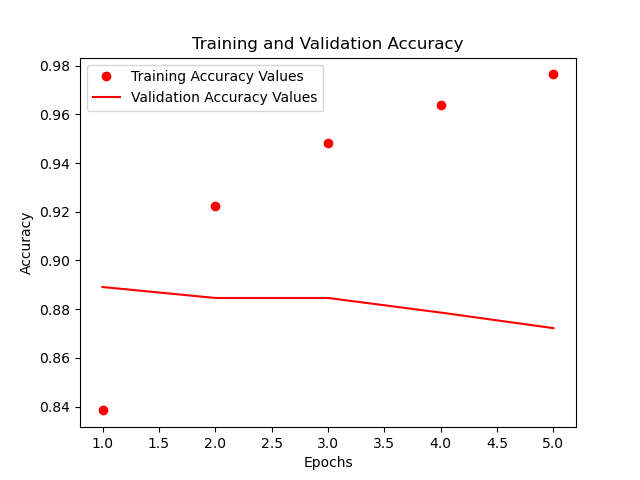 Training and Validation Accuracy
Training Accuracy Values
Validation Accuracy Values
Accuracy
0.98
0.96
0.94
0.92
0.90
0.88
0.86
0.84
1.0 1.5 2.0 2.5 3.0 3.5 4.0 4.5 5.0
Epochs